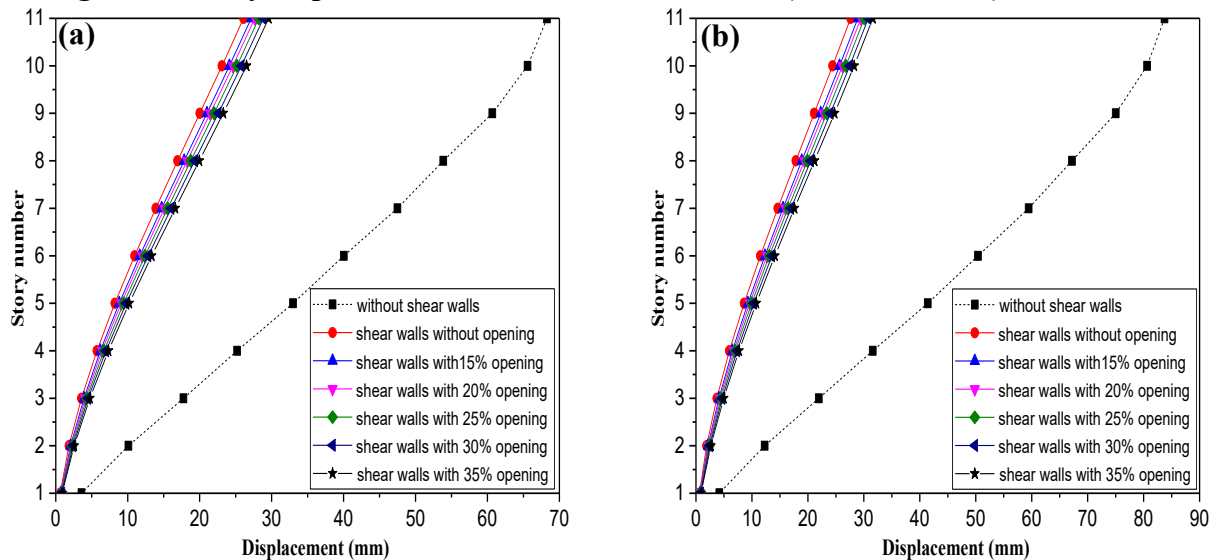 (a)
11
10
9
8
7
6
5
4
3
2
1
Story number
without shear walls
shear walls without opening
shear walls with15% opening
shear walls with 20% opening
shear walls with 25% opening
shear walls with 30% opening
shear walls with 35% opening
0 10 20 30 40 50 60 70
Displacement (mm)
(b)
11
10
9
8
7
6
5
4
3
2
1
Story number
without shear walls
shear walls without opening
shear walls with15% opening
shear walls with 20% opening
shear walls with 25% opening
shear walls with 30% opening
shear walls with 35% opening
0 10 20 30 40 50 60 70 80 90
Displacement (mm)